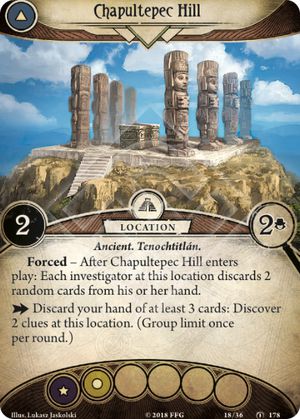 Chapultepec Hill
2
LOCATION
2
Ancient. Tenochtitlán.
Forced – After Chapultepec Hill enters
play: Each investigator at this location discards 2
random cards from his or her hand.
Discard your hand of at least 3 cards: Discover
2 clues at this location. (Group limit once
per round.)
Illus. Lukasz Jaskolski
© 2018 FFG
18/36
178